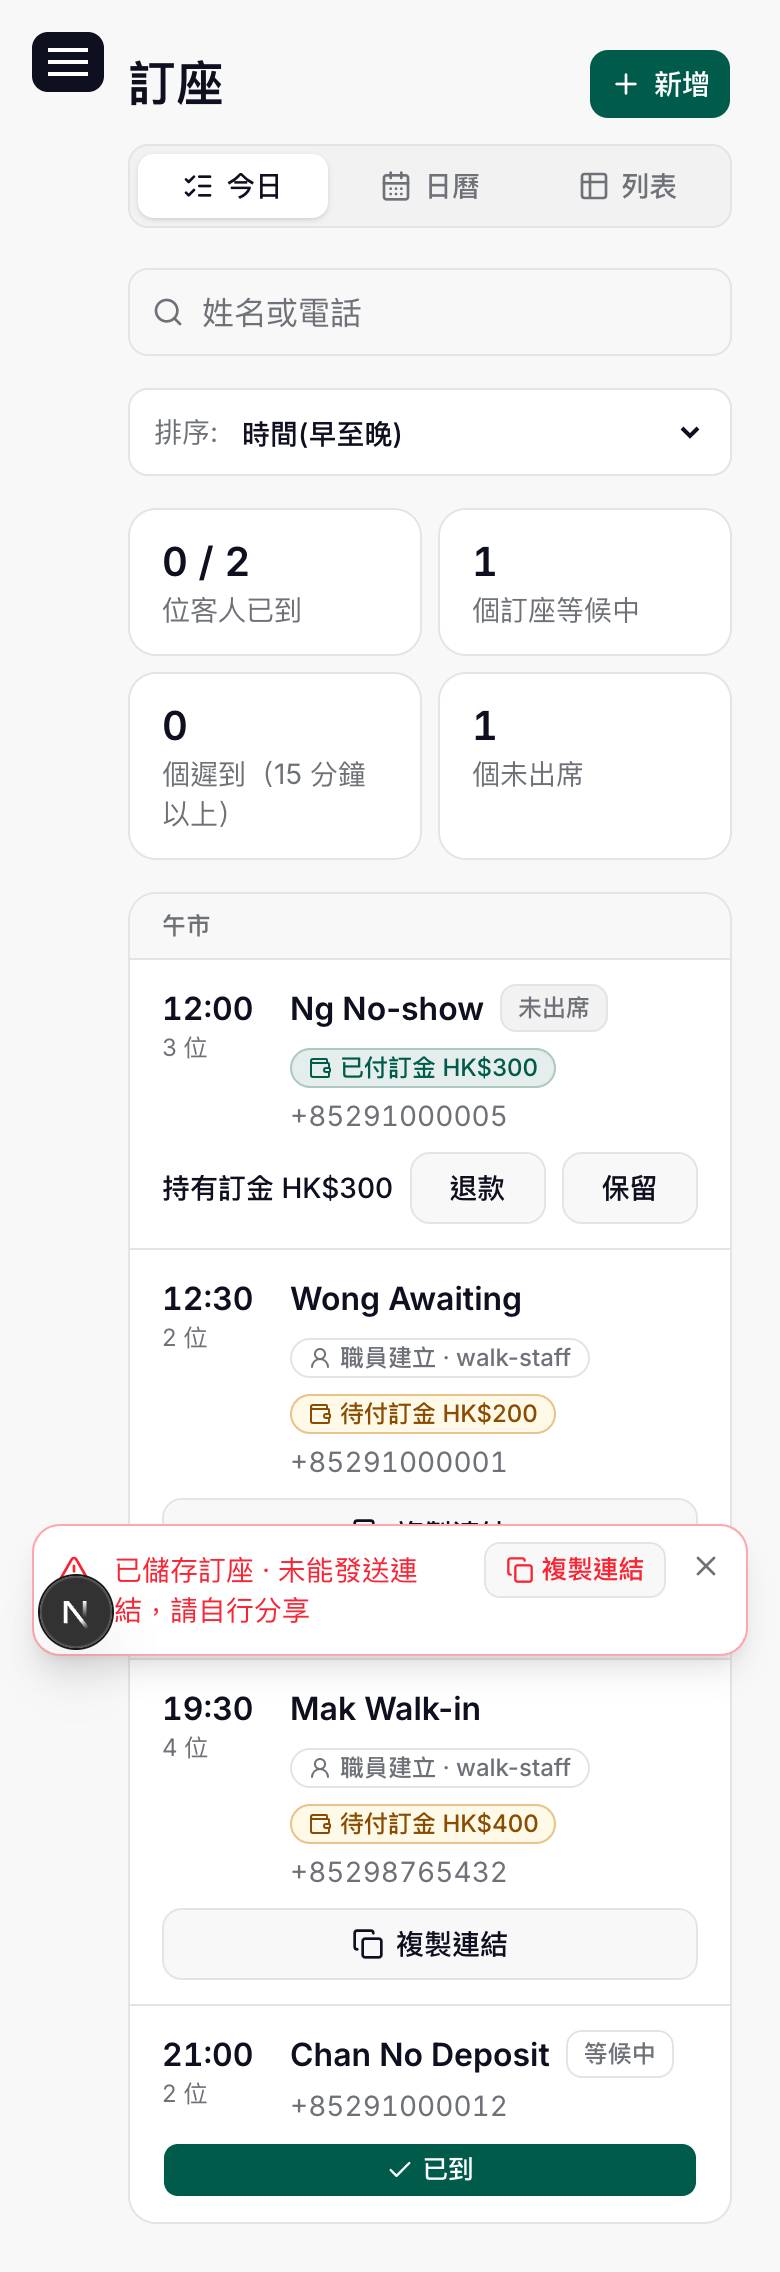 訂座
新增
今日
日曆
列表
姓名或電話
排序: 時間(早至晚)
0 / 2
位客人已到
1
個訂座等候中
0
個遲到（15 分鐘
以上）
1
個未出席
午市
12:00 Ng No-show 未出席
3 位
已付訂金 HK$300
+85291000005
持有訂金 HK$300 退款 保留
12:30 Wong Awaiting
2 位
職員建立 · walk-staff
待付訂金 HK$200
+85291000001
已儲存訂座 · 未能發送連
結，請自行分享
複製連結
N
19:30 Mak Walk-in
4 位
職員建立 · walk-staff
待付訂金 HK$400
+85298765432
複製連結
21:00 Chan No Deposit 等候中
2 位
+85291000012
已到